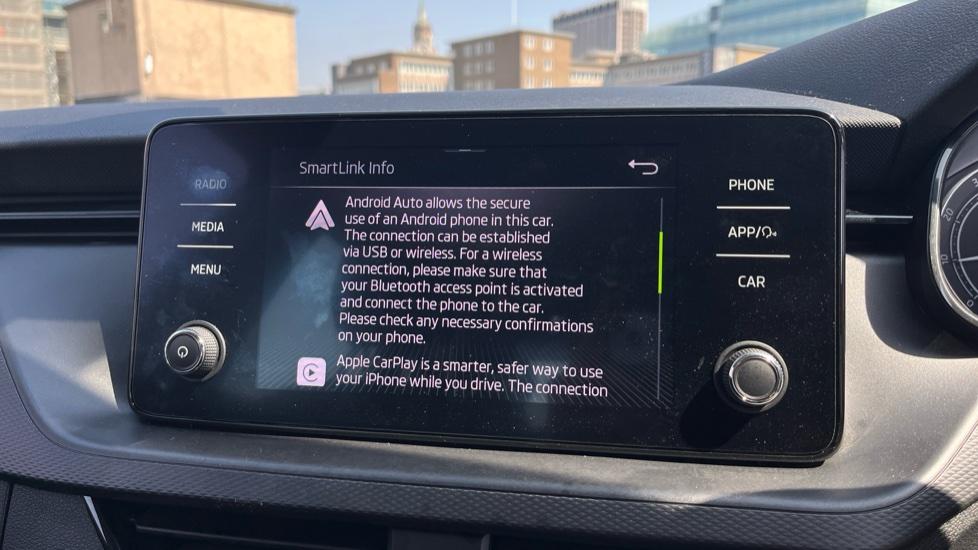 SmartLink Info
RADIO
MEDIA
MENU
Android Auto allows the secure
use of an Android phone in this car.
The connection can be established
via USB or wireless. For a wireless
connection, please make sure that
your Bluetooth access point is activated
and connect the phone to the car.
Please check any necessary confirmations
on your phone.
Apple CarPlay is a smarter, safer way to use
your iPhone while you drive. The connection
PHONE
APP/
CAR
20
10